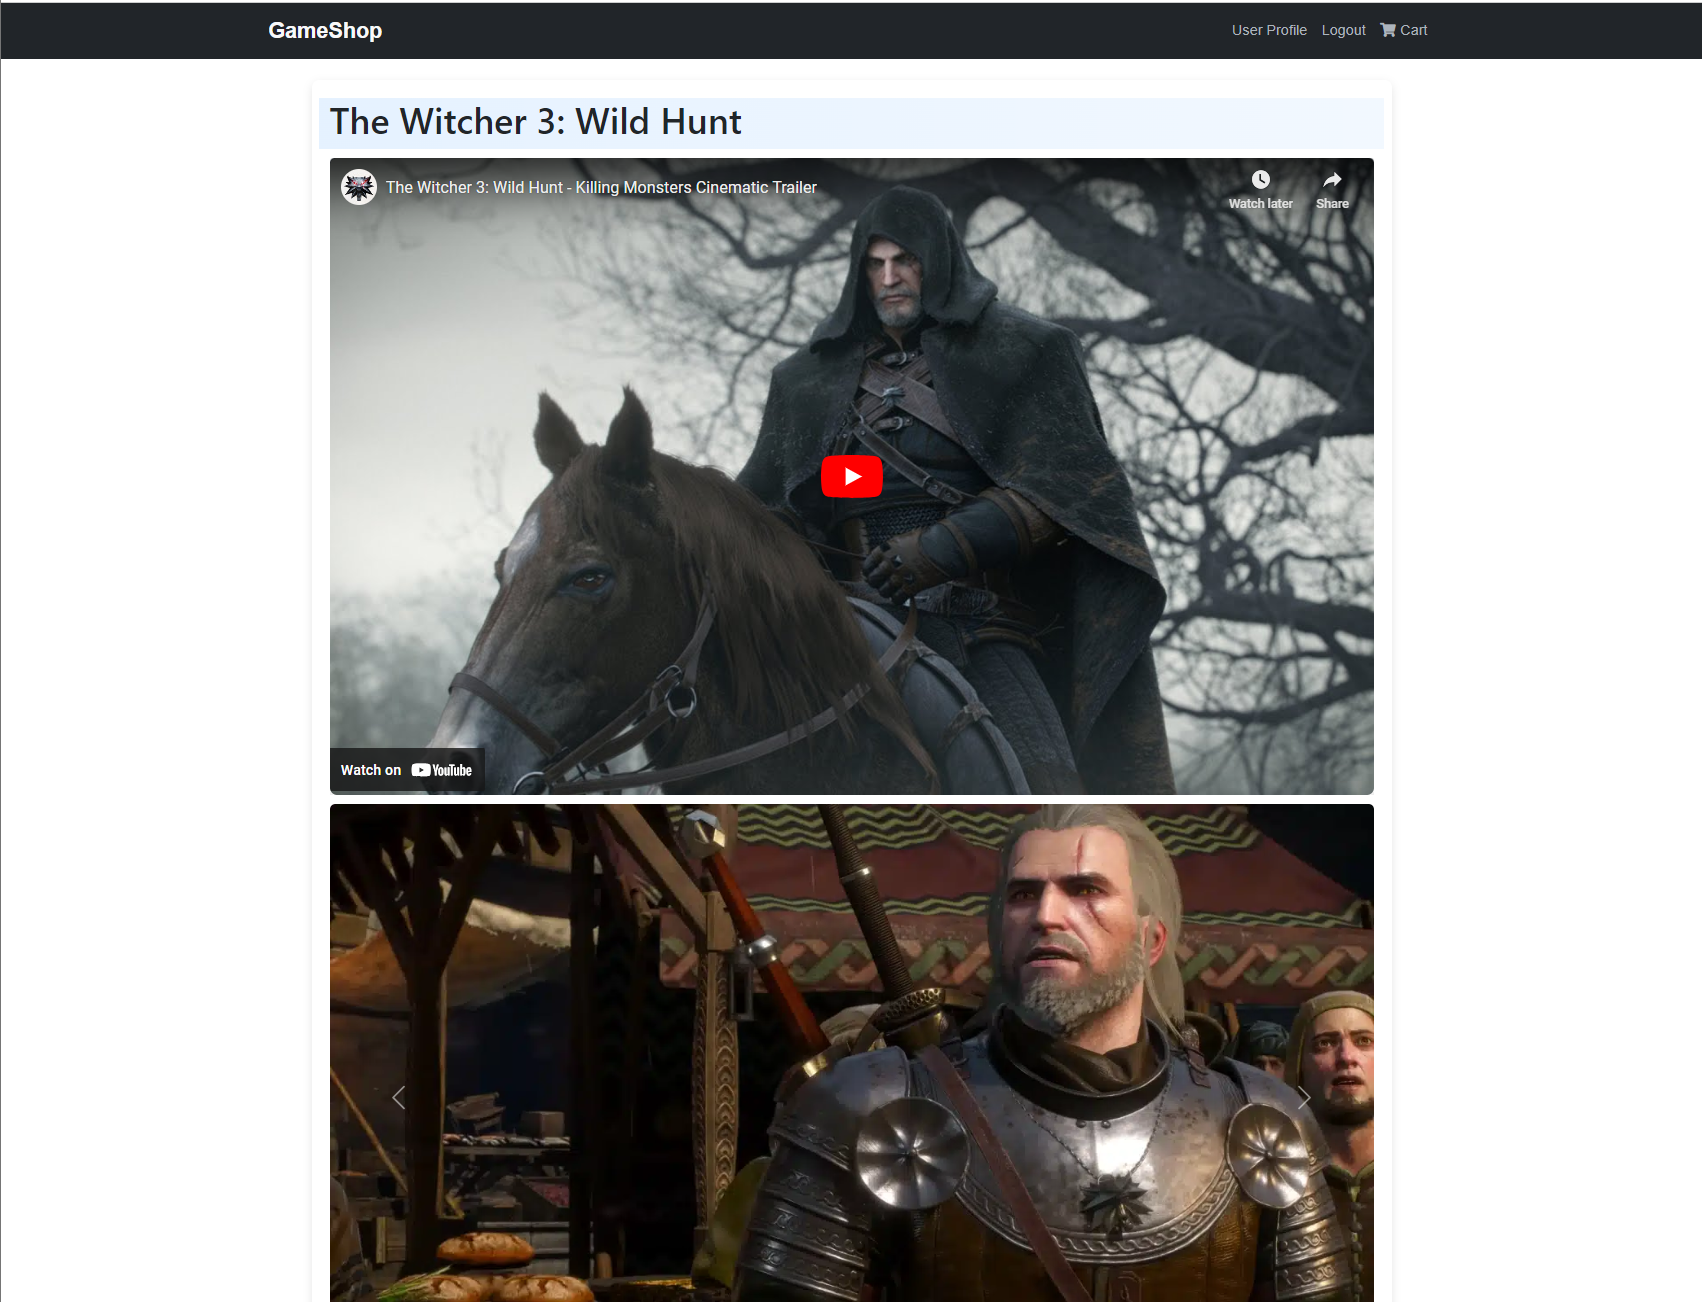 GameShop
User Profile Logout Cart
The Witcher 3: Wild Hunt
The Witcher 3: Wild Hunt - Killing Monsters Cinematic Trailer
Watch later Share
Watch on YouTube